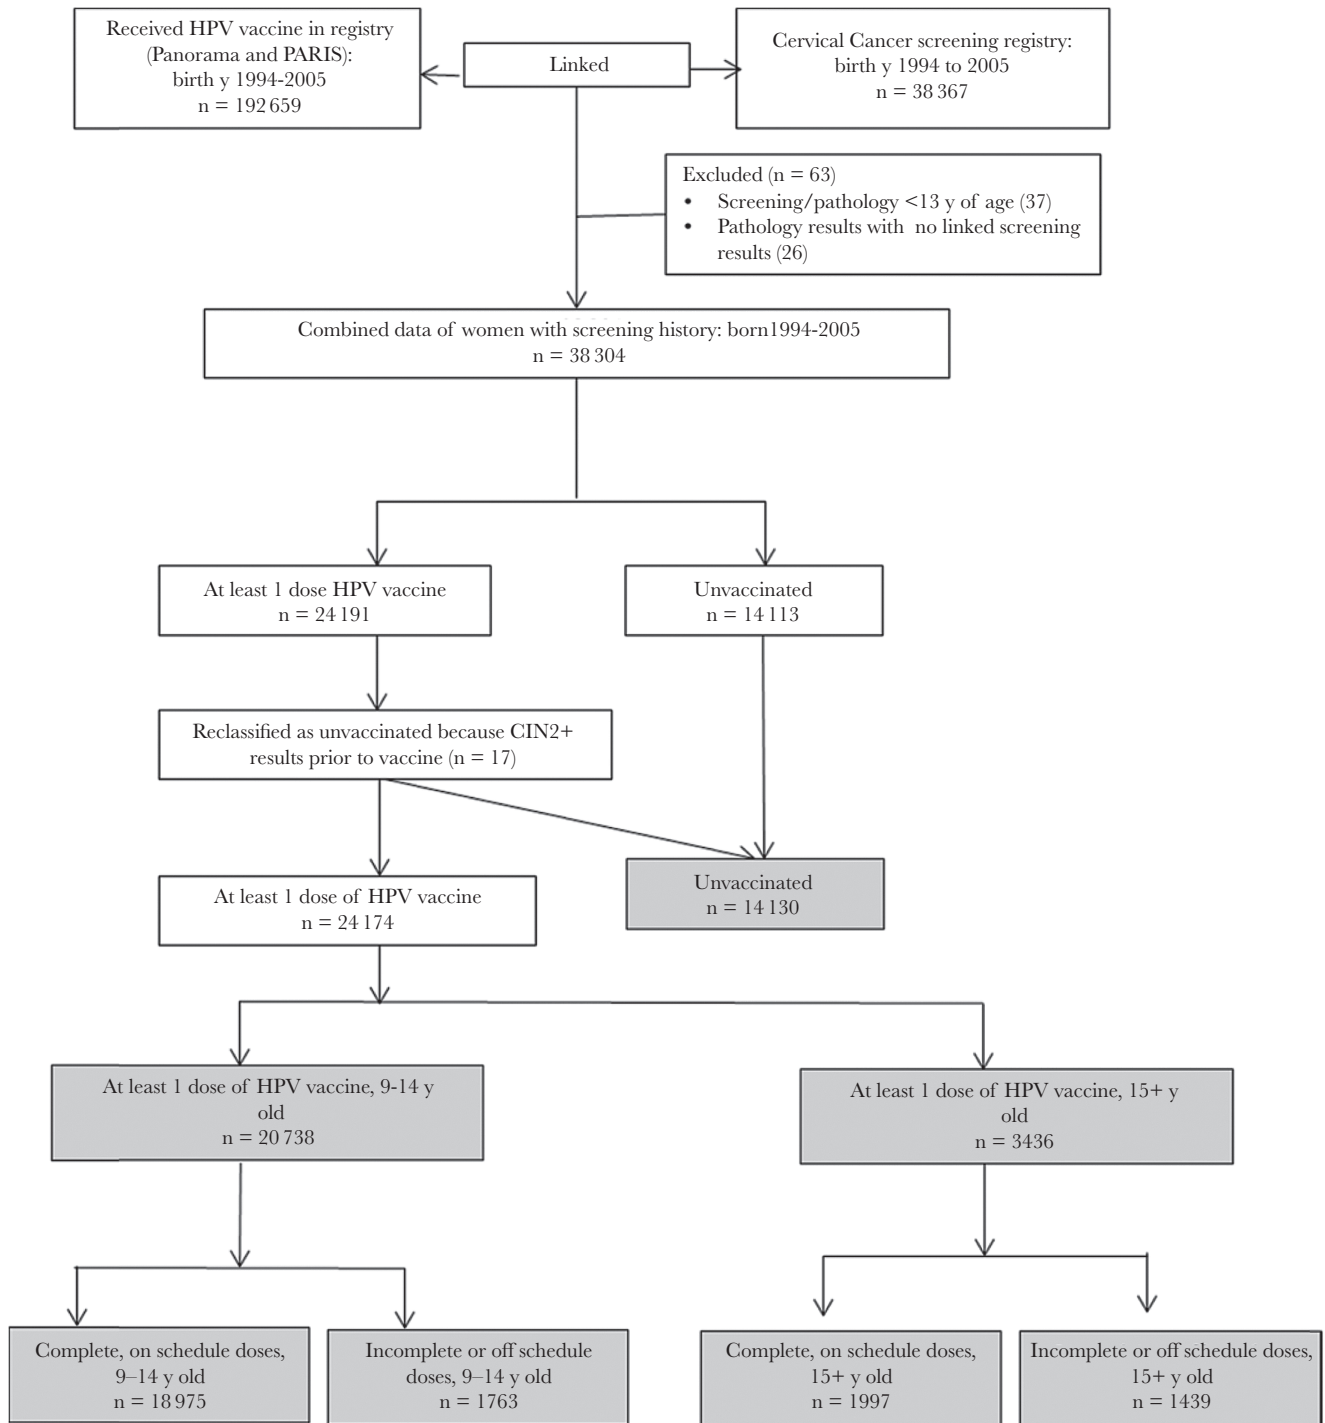 Received HPV vaccine in registry
(Panorama and PARIS):
birth y 1994-2005
n = 192 659
Linked
Cervical Cancer screening registry:
birth y 1994 to 2005
n = 38 367
Excluded (n = 63)
• Screening/pathology <13 y of age (37)
• Pathology results with no linked screening
results (26)
Combined data of women with screening history: born1994-2005
n = 38 304
At least 1 dose HPV vaccine
n = 24 191
Unvaccinated
n = 14 113
Reclassified as unvaccinated because CIN2+
results prior to vaccine (n = 17)
At least 1 dose of HPV vaccine
n = 24 174
Unvaccinated
n = 14 130
At least 1 dose of HPV vaccine, 9-14 y
old
n = 20 738
At least 1 dose of HPV vaccine, 15+ y
old
n = 3436
Complete, on schedule doses,
9–14 y old
n = 18 975
Incomplete or off schedule
doses, 9–14 y old
n = 1763
Complete, on schedule doses,
15+ y old
n = 1997
Incomplete or off schedule doses,
15+ y old
n = 1439